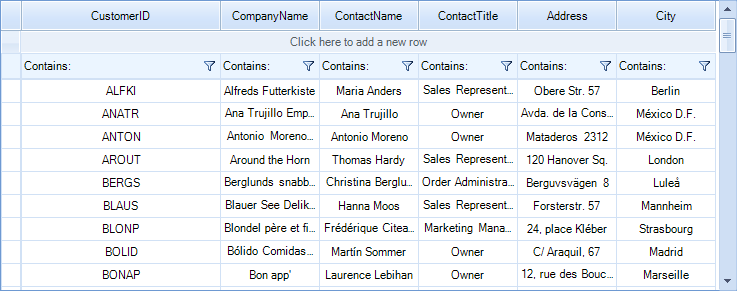 CustomerID CompanyName ContactName ContactTitle Address City
Click here to add a new row
Contains: Contains: Contains: Contains: Contains: Contains:
ALFKI Alfreds Futterkiste Maria Anders Sales Represent... Obere Str. 57 Berlin
ANATR Ana Trujillo Emp... Ana Trujillo Owner Avda. de la Cons... México D.F.
ANTON Antonio Moreno... Antonio Moreno Owner Mataderos 2312 México D.F.
AROUT Around the Horn Thomas Hardy Sales Represent... 120 Hanover Sq. London
BERGS Berglunds snabb... Christina Berglu... Order Administra... Berguvsvägen 8 Luleå
BLAUS Blauer See Delik... Hanna Moos Sales Represent... Forsterstr. 57 Mannheim
BLONP Blondel père et fi... Frédérique Citea... Marketing Mana... 24, place Kléber Strasbourg
BOLID Bólido Comidas... Martín Sommer Owner C/ Araquil, 67 Madrid
BONAP Bon app' Laurence Lebihan Owner 12, rue des Bouc... Marseille